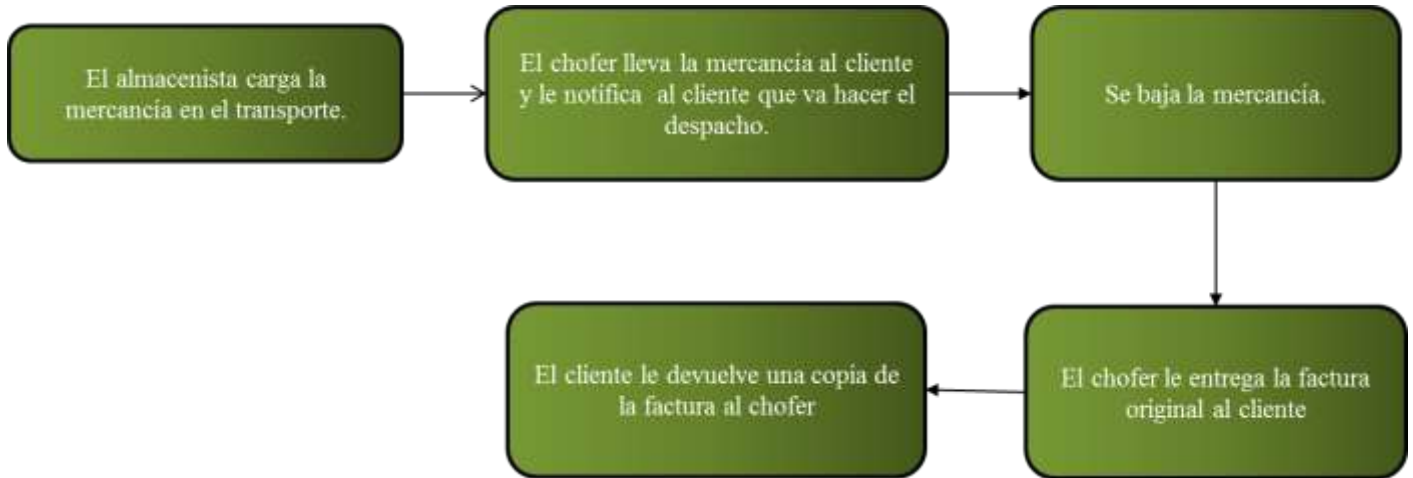 El almacenista carga la
mercancía en el transporte.
El chofer lleva la mercancia al cliente
y le notifica al cliente que va hacer el
despacho.
Se baja la mercancia.
El chofer le entrega la factura
original al cliente
El cliente le devuelve una copia de
la factura al chofer